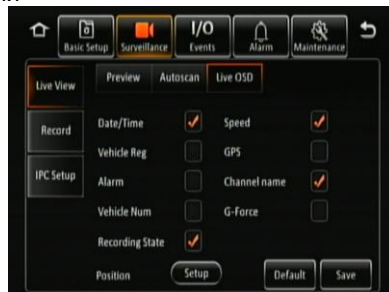 I/O
Basic Setup Surveillance Events Alarm Maintenance
Live View Preview Autoscan Live OSD
Record Date/Time Speed
Vehicle Reg GPS
IPC Setup Alarm Channel name
Vehicle Num G-Force
Recording State
Position Setup Default Save